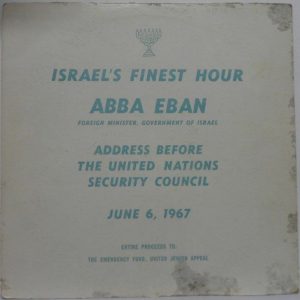 ISRAEL'S FINEST HOUR
ABBA EBAN
FOREIGN MINISTER, GOVERNMENT OF ISRAEL
ADDRESS BEFORE
THE UNITED NATIONS
SECURITY COUNCIL
JUNE 6, 1967
ENTIRE PROCEEDS TO:
THE EMERGENCY FUND, UNITED JEWISH APPEAL